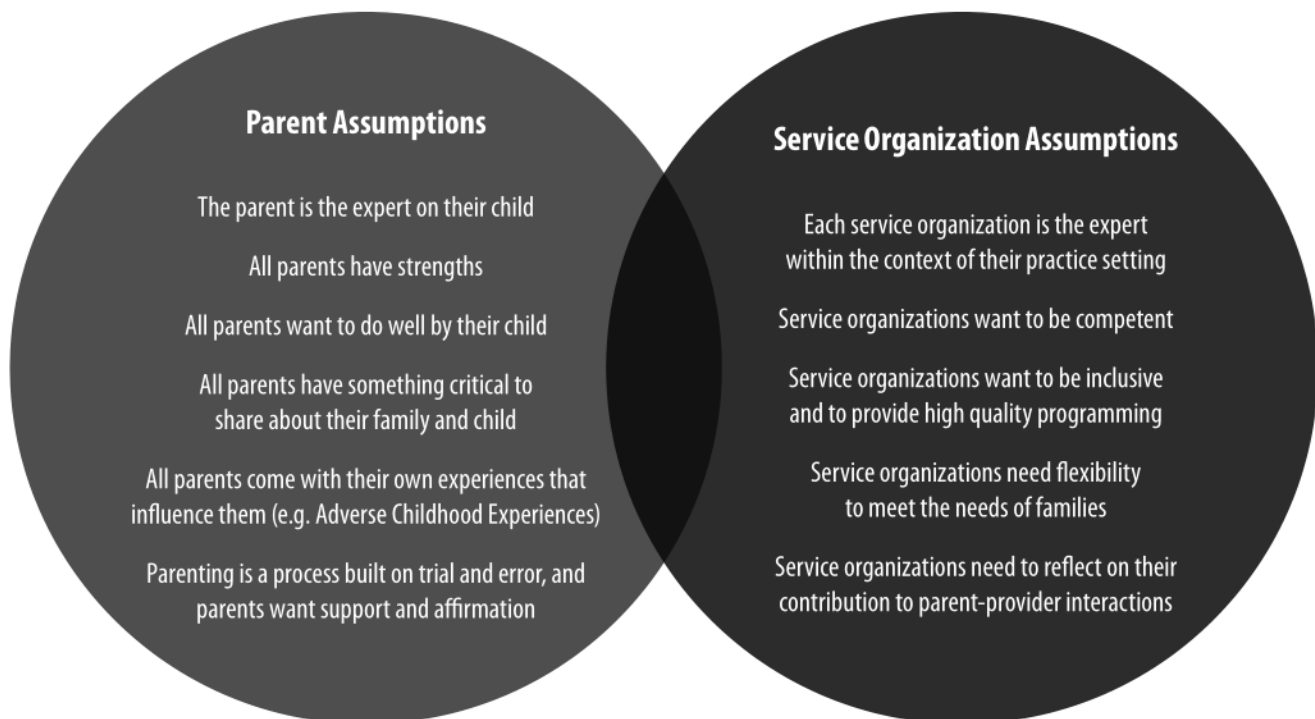 Parent Assumptions
The parent is the expert on their child
All parents have strengths
All parents want to do well by their child
All parents have something critical to
share about their family and child
All parents come with their own experiences that
influence them (e.g. Adverse Childhood Experiences)
Parenting is a process built on trial and error, and
parents want support and affirmation
Service Organization Assumptions
Each service organization is the expert
within the context of their practice setting
Service organizations want to be competent
Service organizations want to be inclusive
and to provide high quality programming
Service organizations need flexibility
to meet the needs of families
Service organizations need to reflect on their
contribution to parent-provider interactions